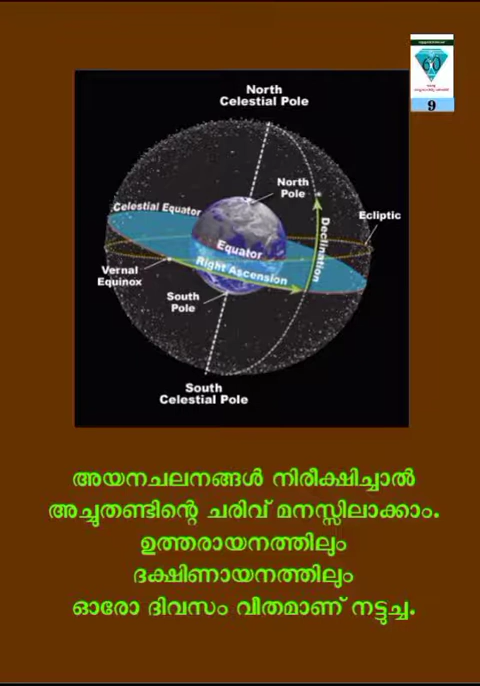 9
North
Celestial Pole
North
Pole
Celestial Equator
Ecliptic
Declination
Equator
Right Ascension
Vernal
Equinox
South
Pole
South
Celestial Pole
അയനചലനങ്ങൾ നിരീക്ഷിച്ചാൽ
അച്ചുതണ്ടിന്റെ ചരിവ് മനസ്സിലാക്കാം.
ഉത്തരായനത്തിലും
ദക്ഷിണായനത്തിലും
ഓരോ ദിവസം വീതമാണ് നട്ടുച്ച.